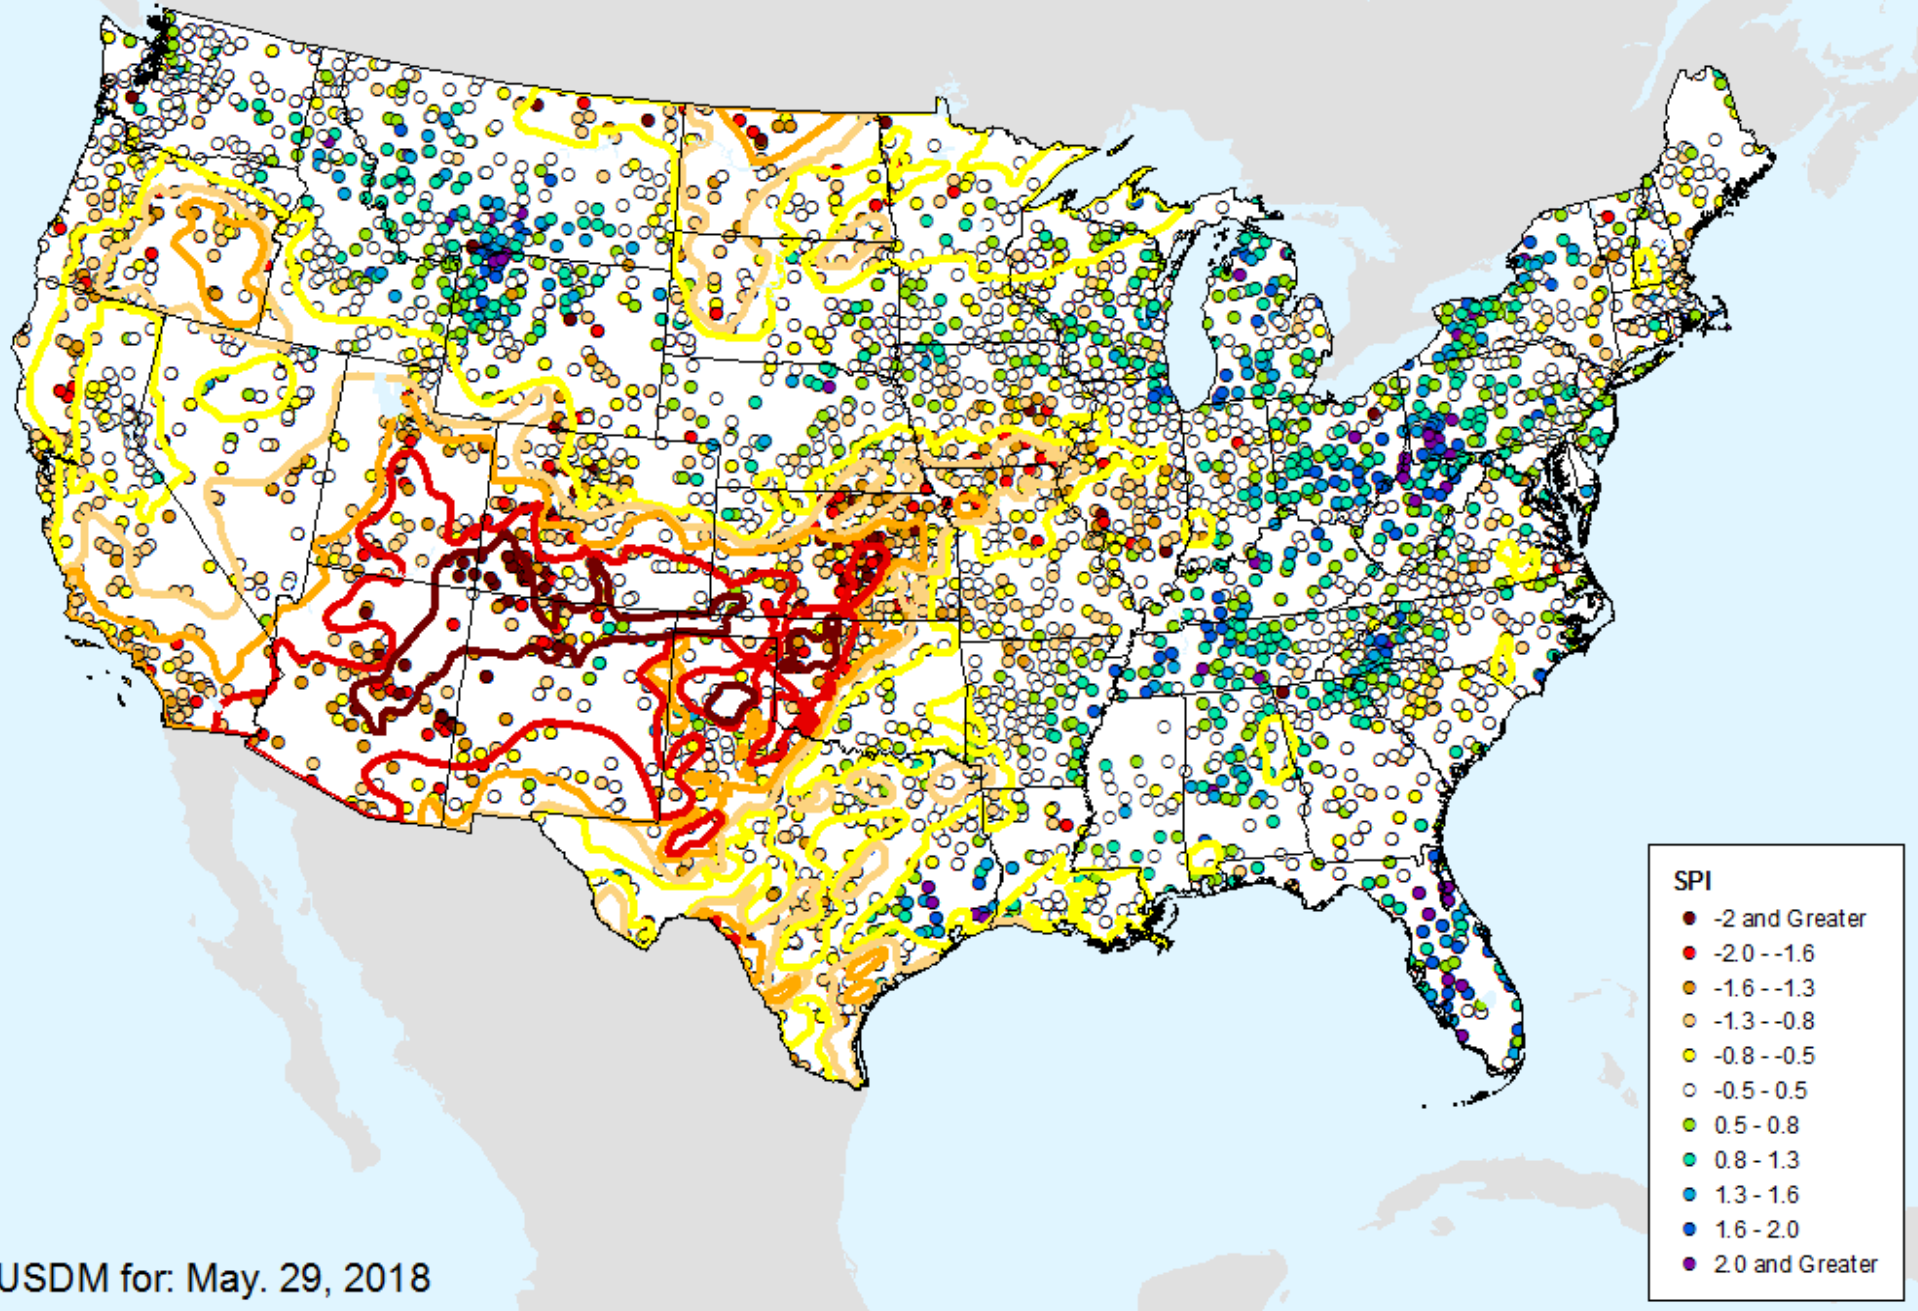 SPI
-2 and Greater
-2.0 - -1.6
-1.6 - -1.3
-1.3 - -0.8
-0.8 - -0.5
-0.5 - 0.5
0.5 - 0.8
0.8 - 1.3
1.3 - 1.6
1.6 - 2.0
2.0 and Greater
USDM for: May. 29, 2018